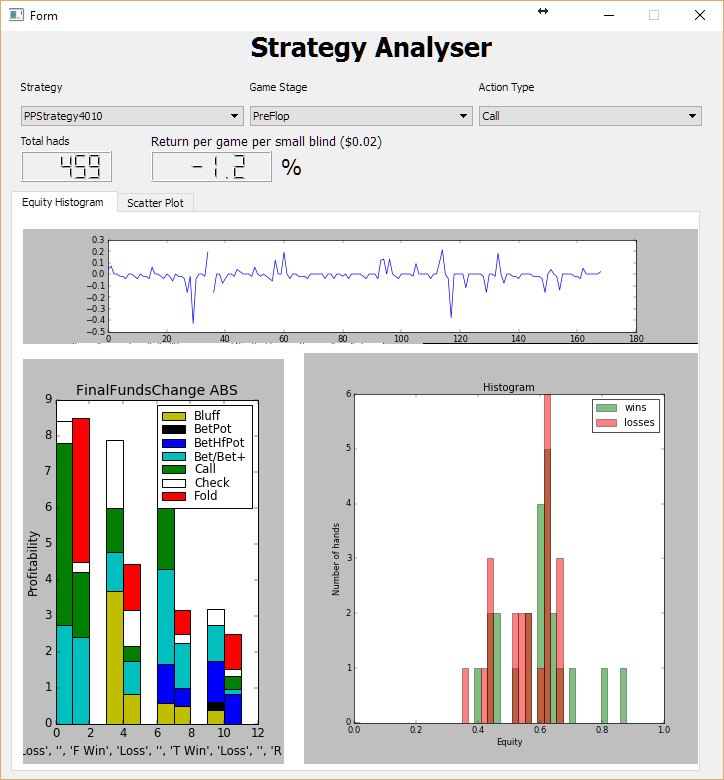 Form
Strategy Analyser
Strategy Game Stage Action Type
PPStrategy4010 PreFlop Call
Total hads Return per game per small blind ($0.02)
459 -1.2 %
Equity Histogram Scatter Plot
0.3
0.2
0.1
0.0
−0.1
−0.2
−0.3
−0.4
−0.5
0 20 40 60 80 100 120 140 160 180
FinalFundsChange ABS
9
8
7
6
5
4
3
2
1
0
Profitability
Bluff
BetPot
BetHfPot
Bet/Bet+
Call
Check
Fold
0 2 4 6 8 10 12
Loss', '', 'F Win', 'Loss', '', 'T Win', 'Loss', '', 'R
Histogram
6
5
4
3
2
1
0
Number of hands
wins
losses
0.0 0.2 0.4 0.6 0.8 1.0
Equity